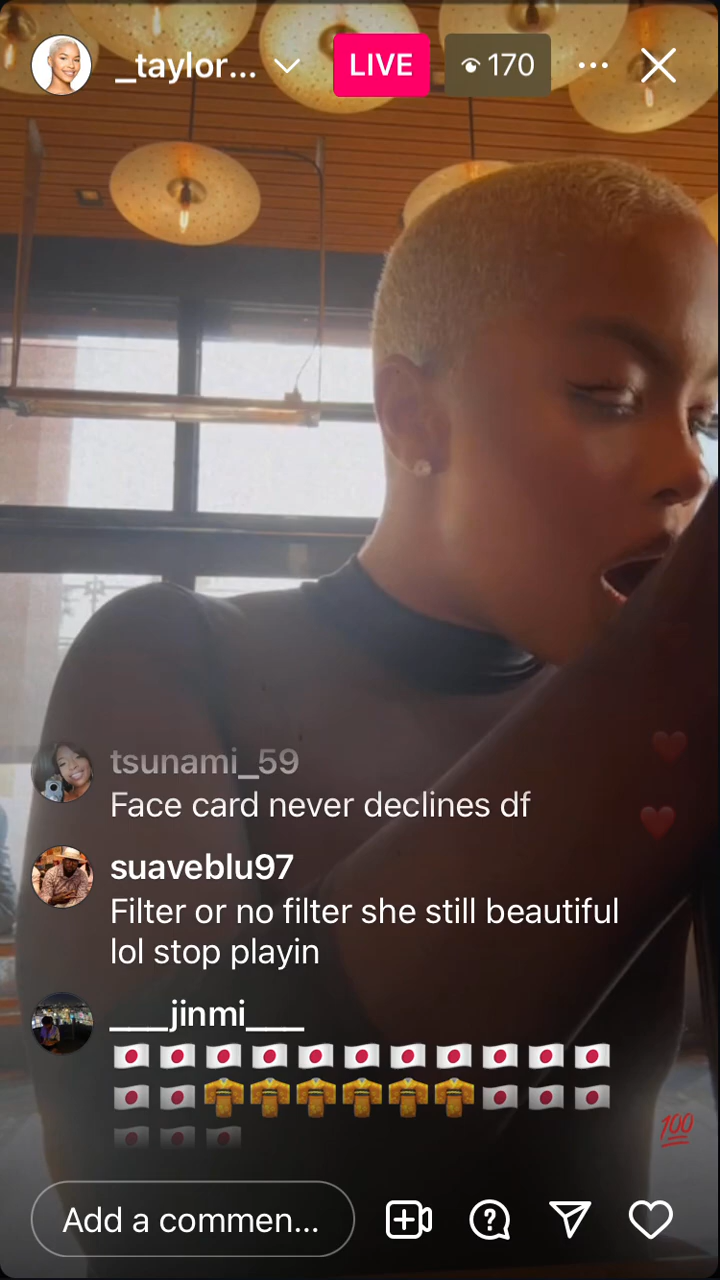 _taylor...
LIVE
170
tsunami_59
Face card never declines df
suaveblu97
Filter or no filter she still beautiful
lol stop playin
___jinmi___
🇯🇵🇯🇵🇯🇵🇯🇵🇯🇵🇯🇵🇯🇵🇯🇵🇯🇵🇯🇵🇯🇵
🇯🇵🇯🇵👘👘👘👘👘👘🇯🇵🇯🇵🇯🇵
🇯🇵🇯🇵🇯🇵
💯
Add a commen...